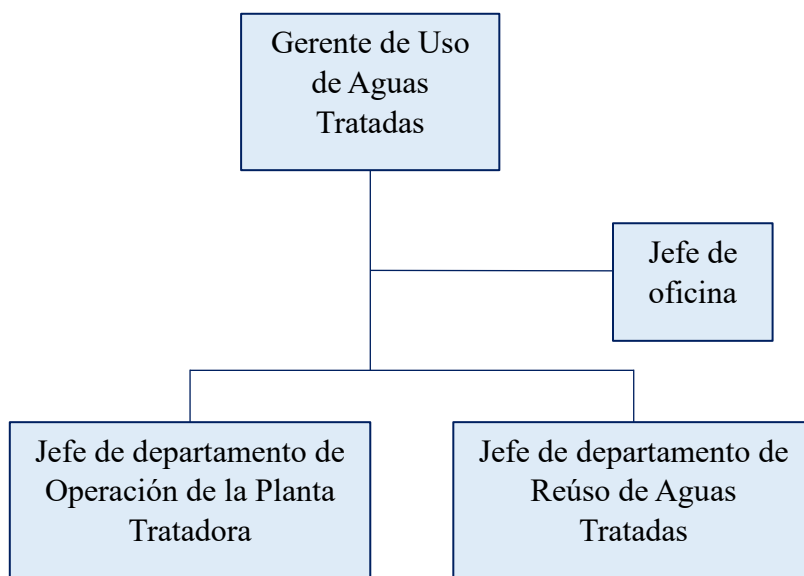 Gerente de Uso
de Aguas
Tratadas
Jefe de
oficina
Jefe de departamento de
Operación de la Planta
Tratadora
Jefe de departamento de
Reúso de Aguas
Tratadas